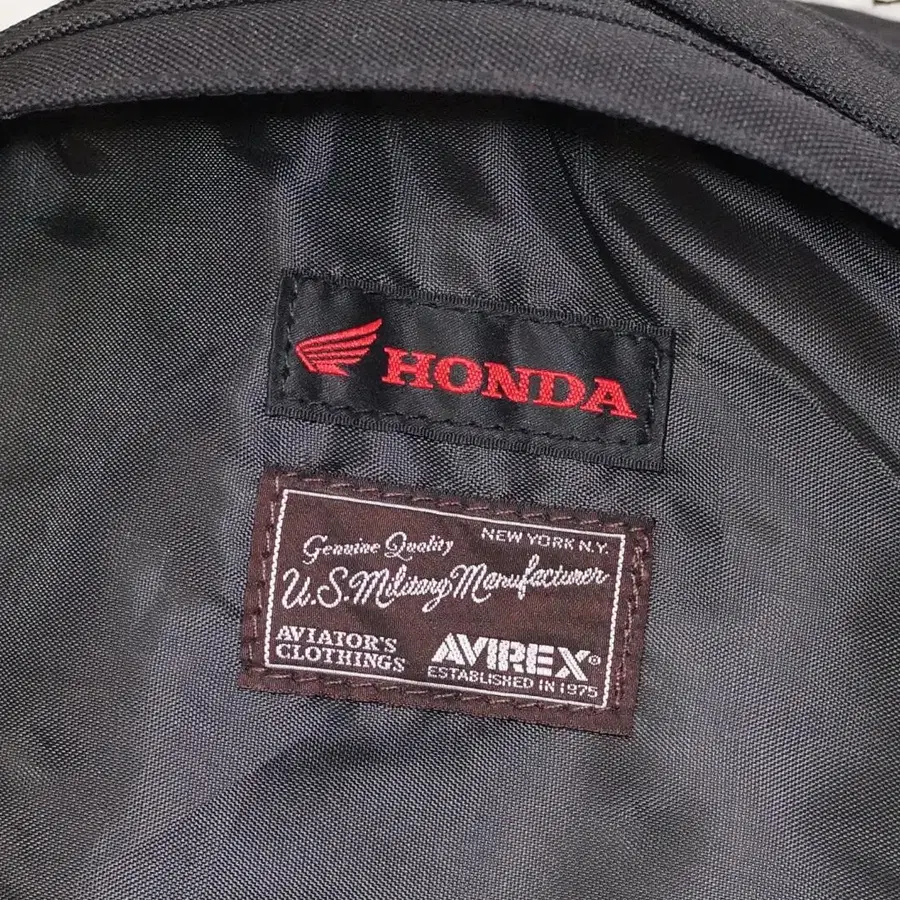 HONDA
NEW YORK N.Y.
Genuine Quality
U.S. Military Manufacturer
AVIATOR'S
CLOTHINGS
AVIREX®
ESTABLISHED IN 1975